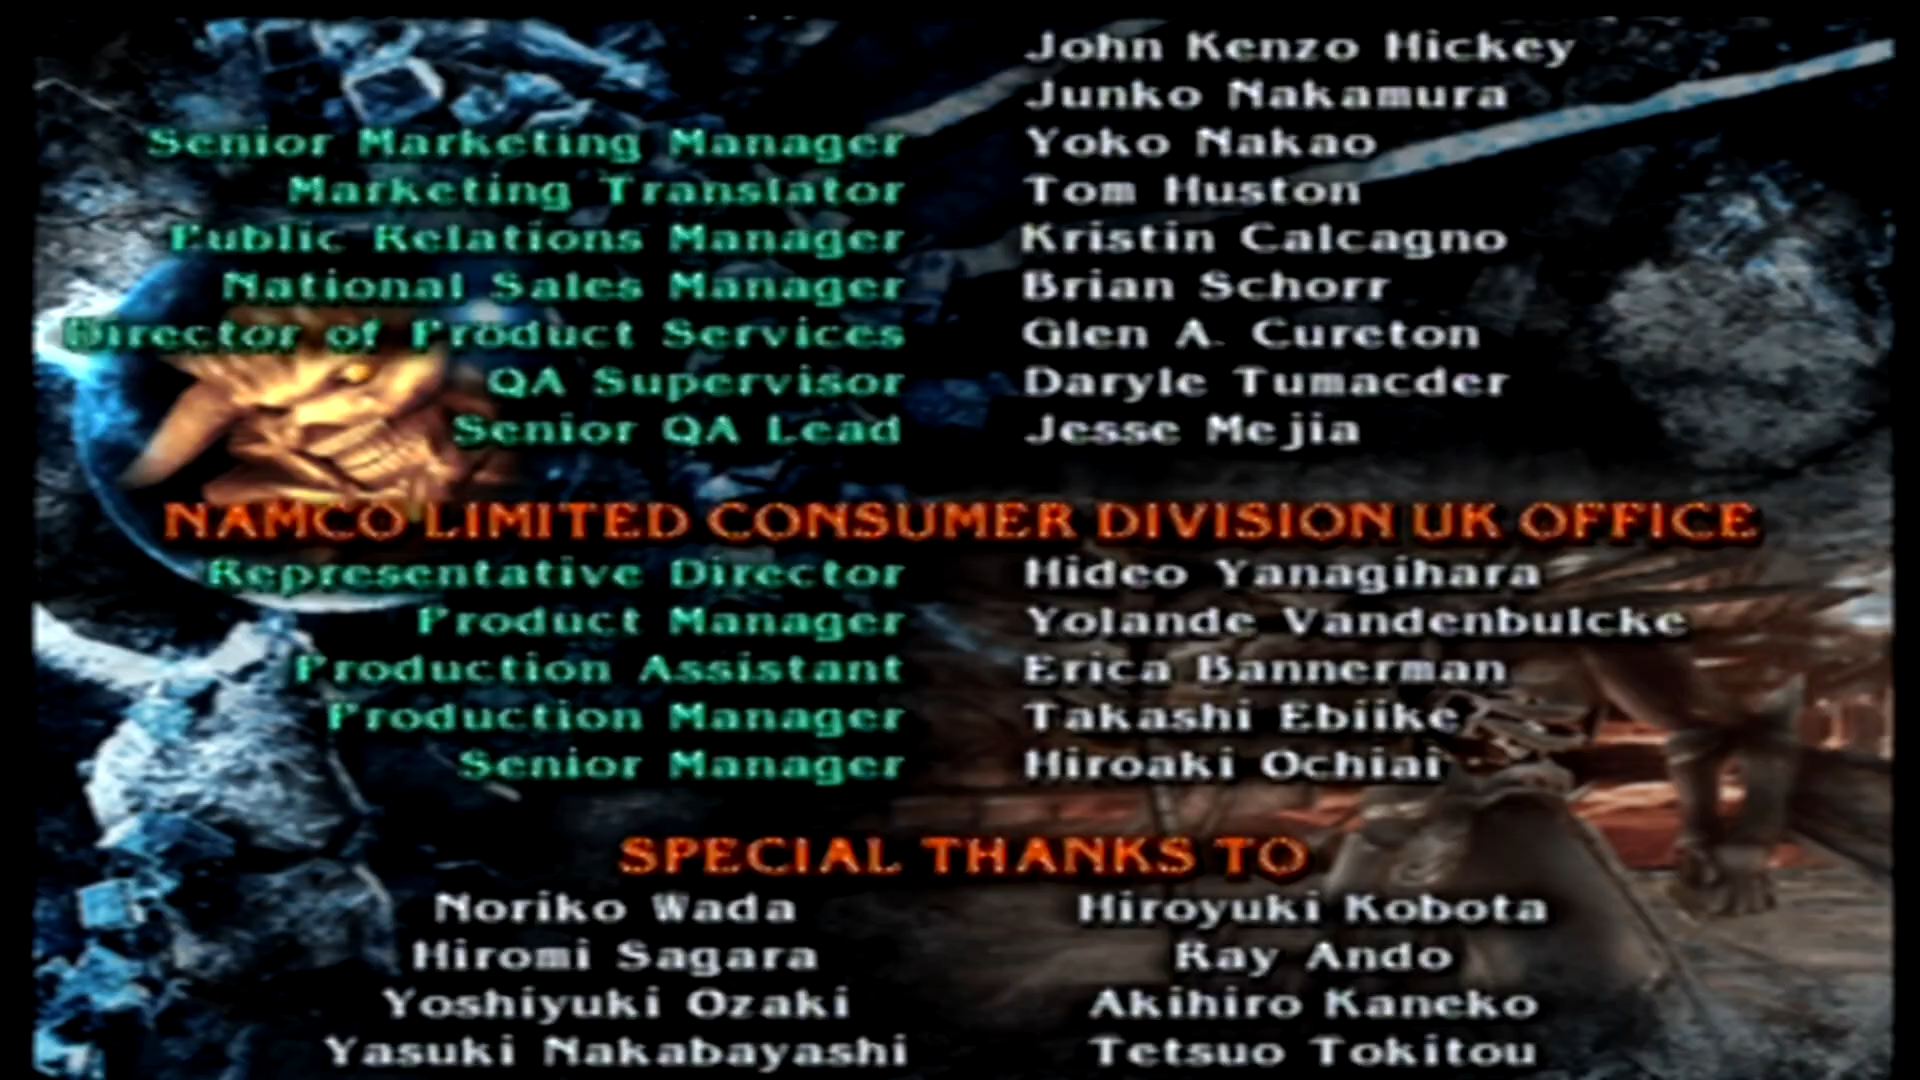 John Kenzo Hickey
Junko Nakamura
Senior Marketing Manager Yoko Nakao
Marketing Translator Tom Huston
Public Relations Manager Kristin Calcagno
National Sales Manager Brian Schorr
Director of Product Services Glen A. Cureton
QA Supervisor Daryle Tumacder
Senior QA Lead Jesse Mejia
NAMCO LIMITED CONSUMER DIVISION UK OFFICE
Representative Director Hideo Yanagihara
Product Manager Yolande Vandenbulcke
Production Assistant Erica Bannerman
Production Manager Takashi Ebiike
Senior Manager Hiroaki Ochiai
SPECIAL THANKS TO
Noriko Wada Hiroyuki Kobota
Hiromi Sagara Ray Ando
Yoshiyuki Ozaki Akihiro Kaneko
Yasuki Nakabayashi Tetsuo Tokitou